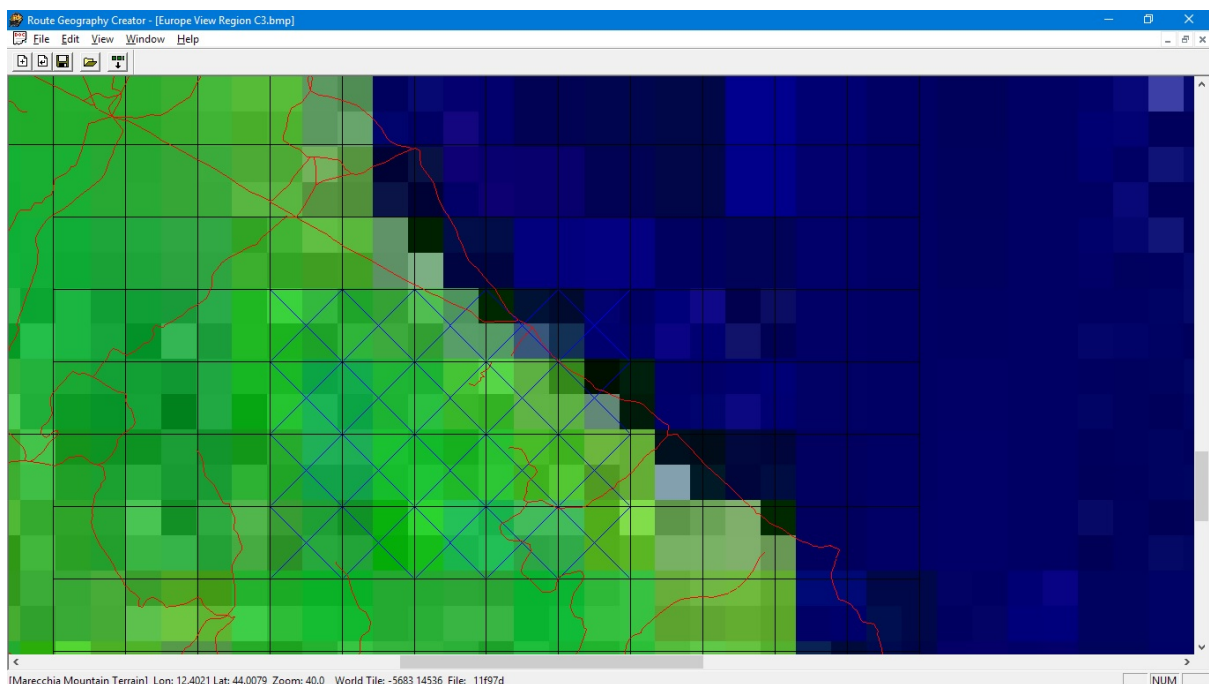 Route Geography Creator - [Europe View Region C3.bmp]
File Edit View Window Help
[Marecchia Mountain Terrain] Lon: 12.4021 Lat: 44.0079 Zoom: 40.0 World Tile: -5683 14536 File: 11f97d
NUM